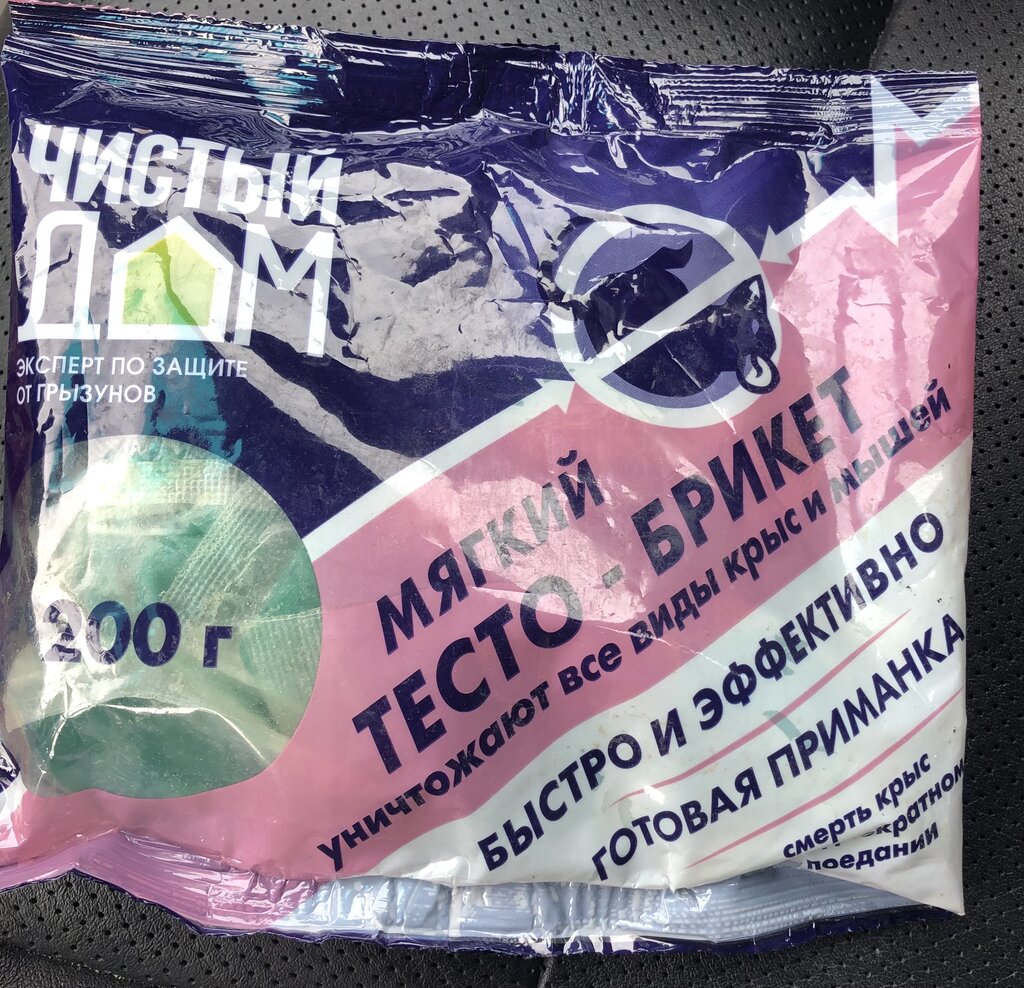 ЧИСТЫЙ
ДОМ
ЭКСПЕРТ ПО ЗАЩИТЕ
ОТ ГРЫЗУНОВ
200 г
МЯГКИЙ
ТЕСТО - БРИКЕТ
уничтожают все виды крыс и мышей
БЫСТРО И ЭФФЕКТИВНО
ГОТОВАЯ ПРИМАНКА
смерть крыс
поедании